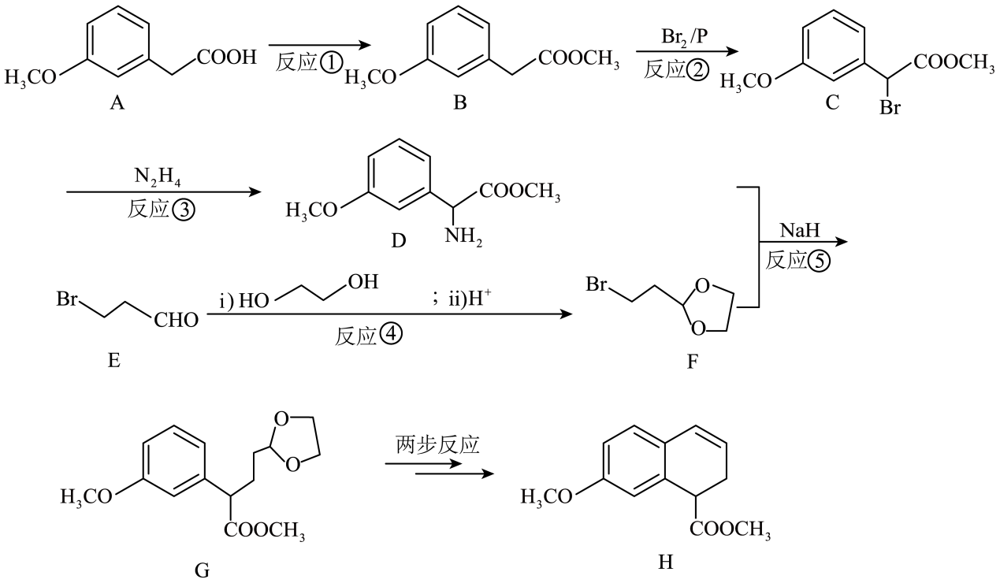 H₃CO COOH
A
反应①
H₃CO COOCH₃
B
Br₂/P
反应②
H₃CO COOCH₃
Br
C
N₂H₄
反应③
H₃CO COOCH₃
NH₂
D
Br CHO
E
i) HO OH ; ii)H⁺
反应④
Br O O
F
NaH
反应⑤
H₃CO O O
COOCH₃
G
两步反应
H₃CO
COOCH₃
H